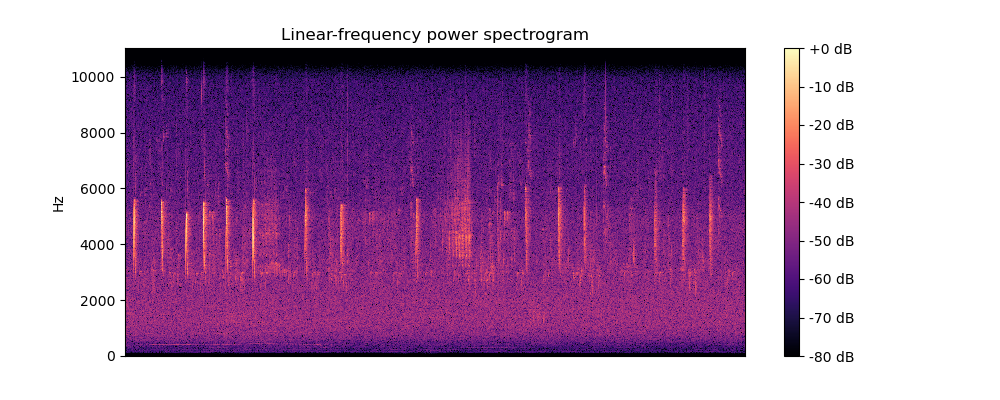 Linear-frequency power spectrogram
Hz
10000
8000
6000
4000
2000
0
+0 dB
-10 dB
-20 dB
-30 dB
-40 dB
-50 dB
-60 dB
-70 dB
-80 dB